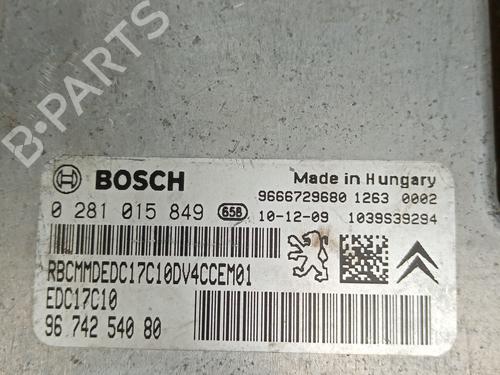 B-PARTS
BOSCH
Made in Hungary
0 281 015 849
658
9666729680 1263 0002
10-12-09 1039S39294
RBCMMDEDC17C10DV4CCEM01
EDC17C10
96 742 540 80